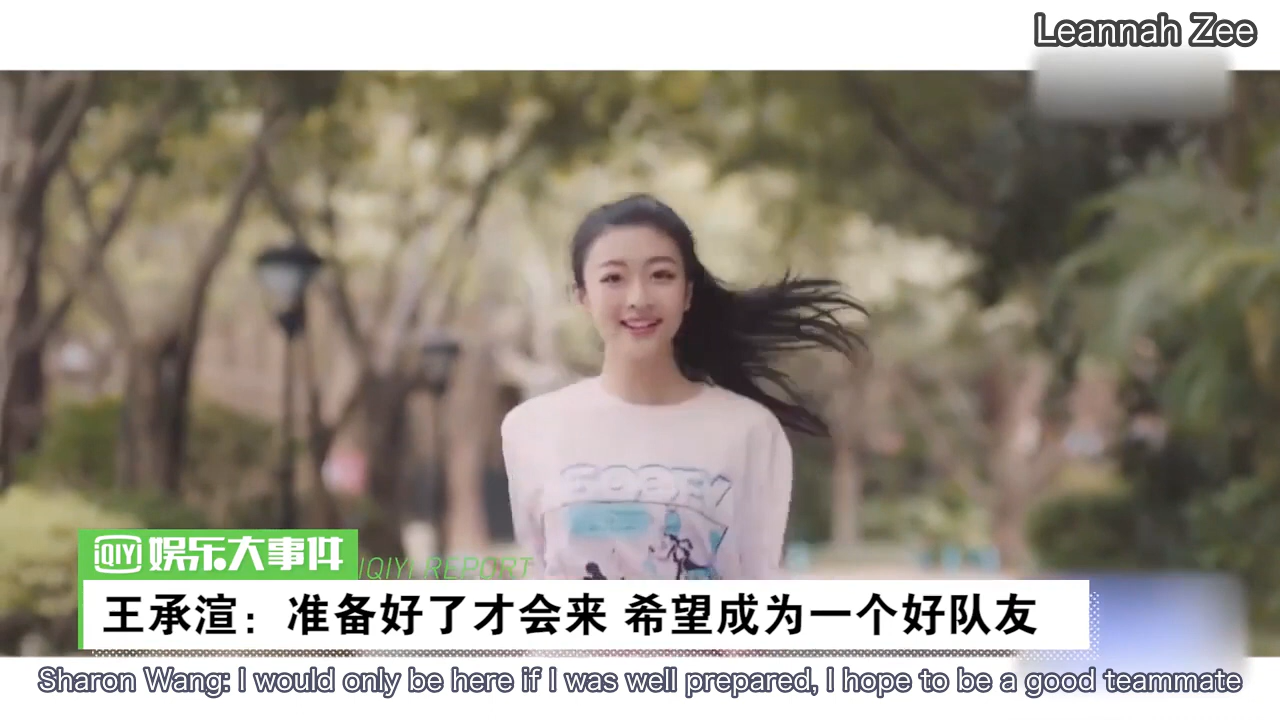 Leannah Zee
GOOFY
iQIYI 娱乐大事件
IQIYI REPORT
王承渲：准备好了才会来 希望成为一个好队友
Sharon Wang: I would only be here if I was well prepared, I hope to be a good teammate